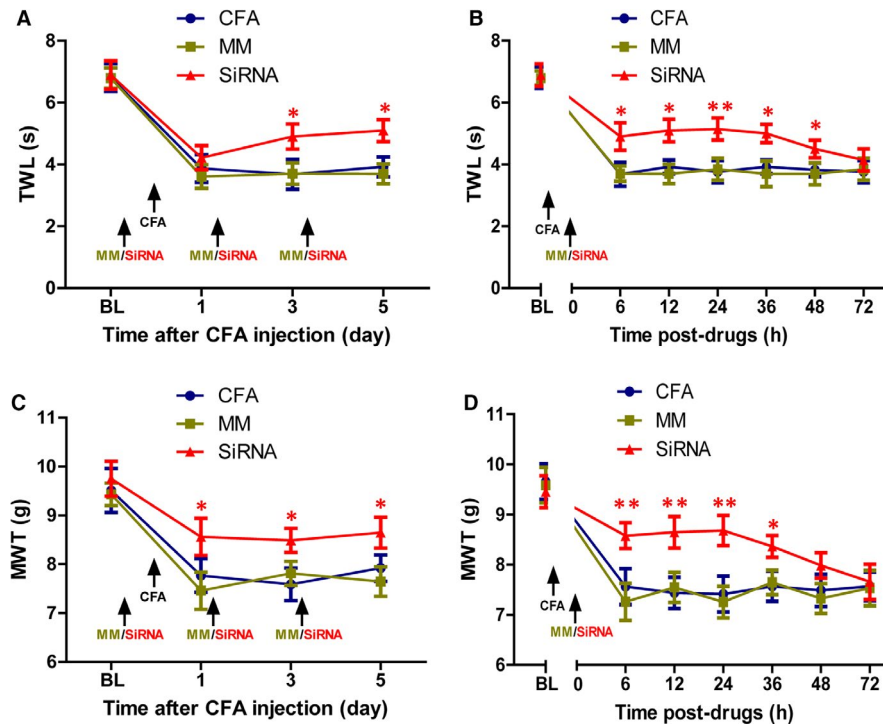 A
CFA
MM
SiRNA
TWL (s)
8
6
4
2
0
* *
CFA
MM/SiRNA MM/SiRNA MM/SiRNA
BL 1 3 5
Time after CFA injection (day)
B
CFA
MM
SiRNA
TWL (s)
8
6
4
2
0
* * ** * *
CFA
MM/SiRNA
BL 0 6 12 24 36 48 72
Time post-drugs (h)
C
CFA
MM
SiRNA
MWT (g)
11
10
9
8
7
6
* * *
CFA
MM/SiRNA MM/SiRNA MM/SiRNA
BL 1 3 5
Time after CFA injection (day)
D
CFA
MM
SiRNA
MWT (g)
11
10
9
8
7
6
** ** ** *
CFA
MM/SiRNA
BL 0 6 12 24 36 48 72
Time post-drugs (h)